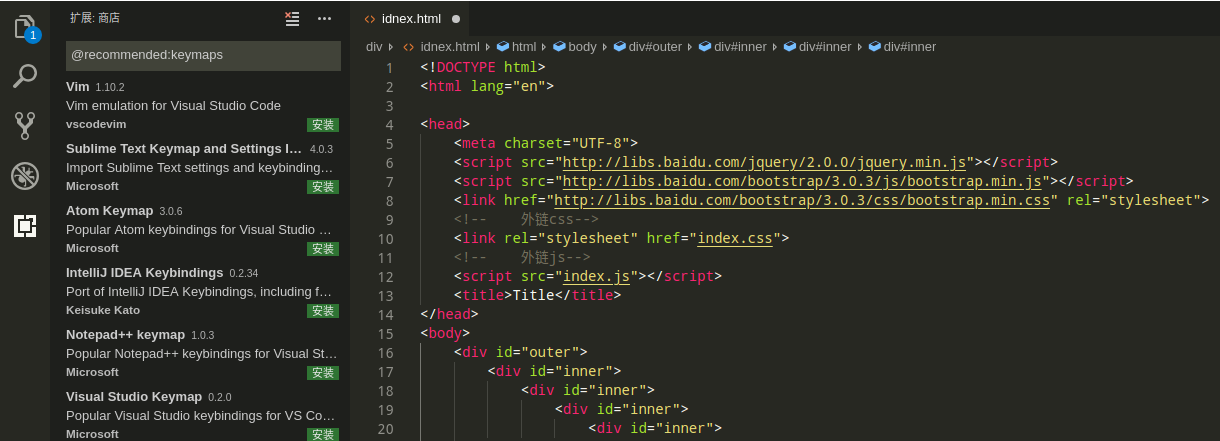 扩展: 商店
1
@recommended:keymaps
Vim 1.10.2
Vim emulation for Visual Studio Code
vscodevim 安装
Sublime Text Keymap and Settings I... 4.0.3
Import Sublime Text settings and keybinding...
Microsoft 安装
Atom Keymap 3.0.6
Popular Atom keybindings for Visual Studio ...
Microsoft 安装
IntelliJ IDEA Keybindings 0.2.34
Port of IntelliJ IDEA Keybindings, including f...
Keisuke Kato 安装
Notepad++ keymap 1.0.3
Popular Notepad++ keybindings for Visual St...
Microsoft 安装
Visual Studio Keymap 0.2.0
Popular Visual Studio keybindings for VS Co...
Microsoft 安装
idnex.html
div idnex.html html body div#outer div#inner div#inner div#inner
1 <!DOCTYPE html>
2 <html lang="en">
3
4 <head>
5 <meta charset="UTF-8">
6 <script src="http://libs.baidu.com/jquery/2.0.0/jquery.min.js"></script>
7 <script src="http://libs.baidu.com/bootstrap/3.0.3/js/bootstrap.min.js"></script>
8 <link href="http://libs.baidu.com/bootstrap/3.0.3/css/bootstrap.min.css" rel="stylesheet">
9 <!-- 外链css-->
10 <link rel="stylesheet" href="index.css">
11 <!-- 外链js-->
12 <script src="index.js"></script>
13 <title>Title</title>
14 </head>
15 <body>
16 <div id="outer">
17 <div id="inner">
18 <div id="inner">
19 <div id="inner">
20 <div id="inner">